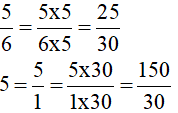 5/6 = 5x5/6x5 = 25/30
5 = 5/1 = 5x30/1x30 = 150/30